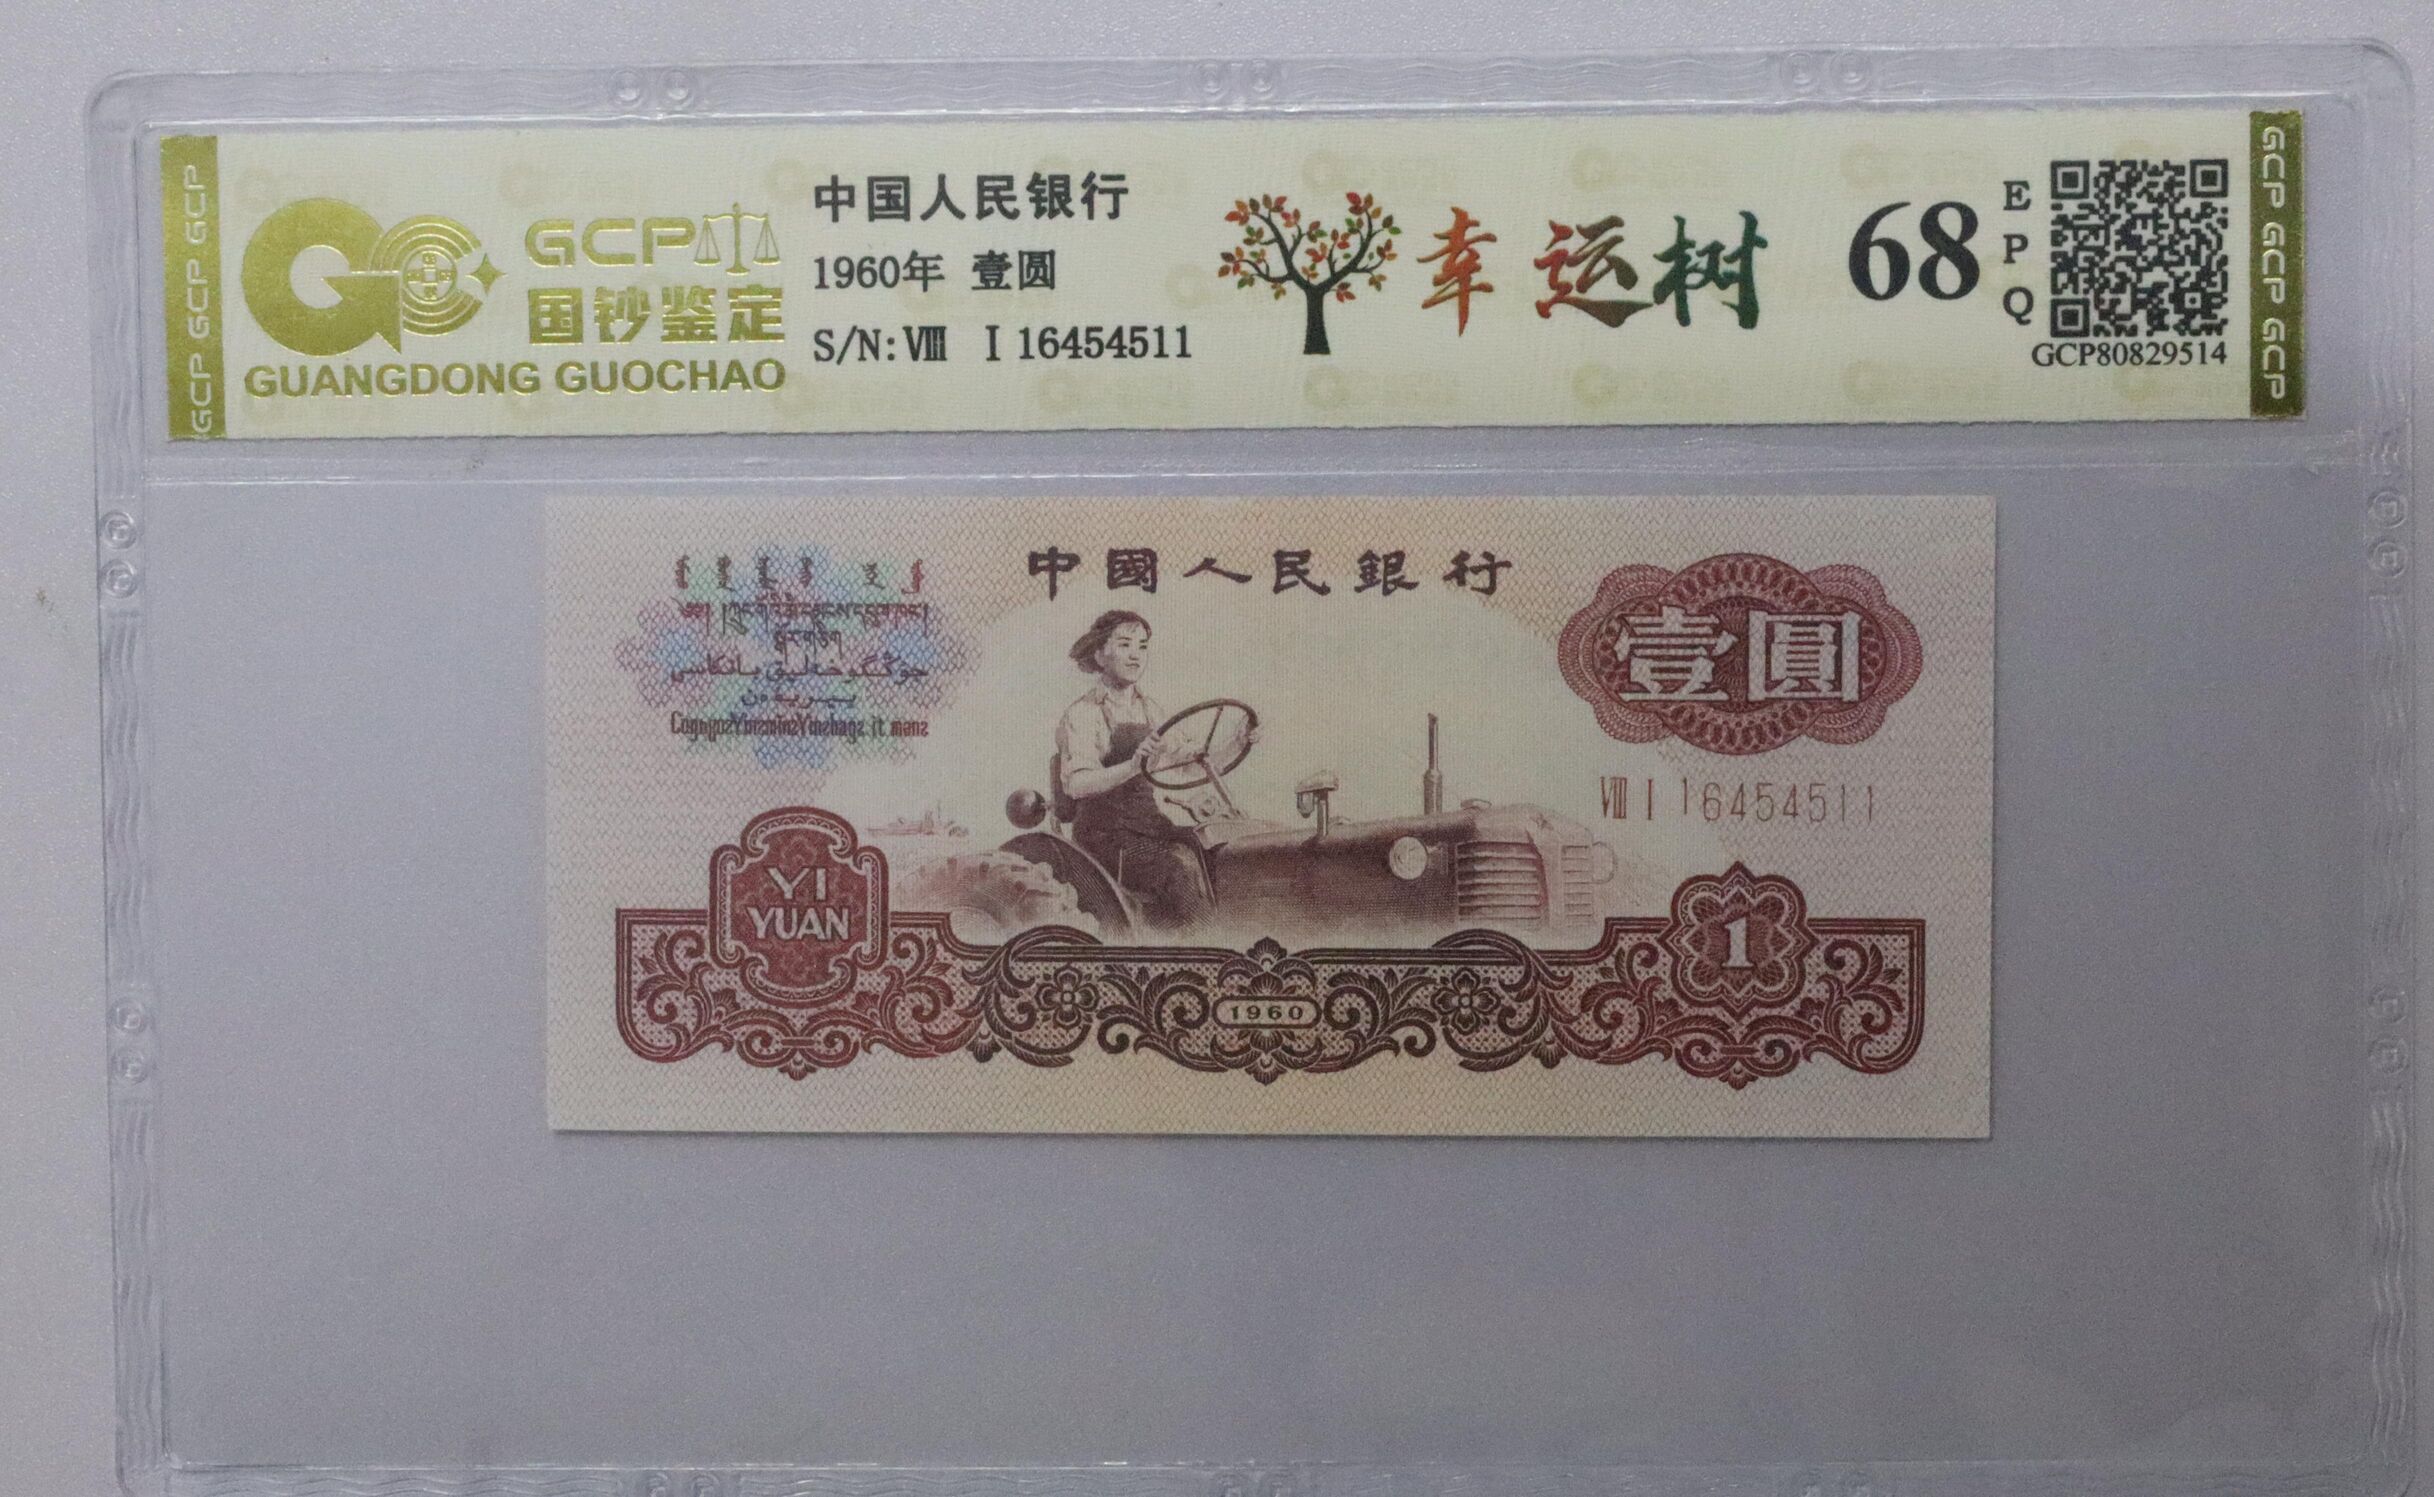 GCP GCP GCP
GCP
国钞鉴定
GUANGDONG GUOCHAO
中国人民银行
1960年 壹圆
S/N: Ⅷ Ⅰ 16454511
幸运树
68
EPQ
GCP80829514
GCP GCP GCP
中國人民銀行
壹圓
Ⅷ Ⅰ 16454511
YI
YUAN
1
1960